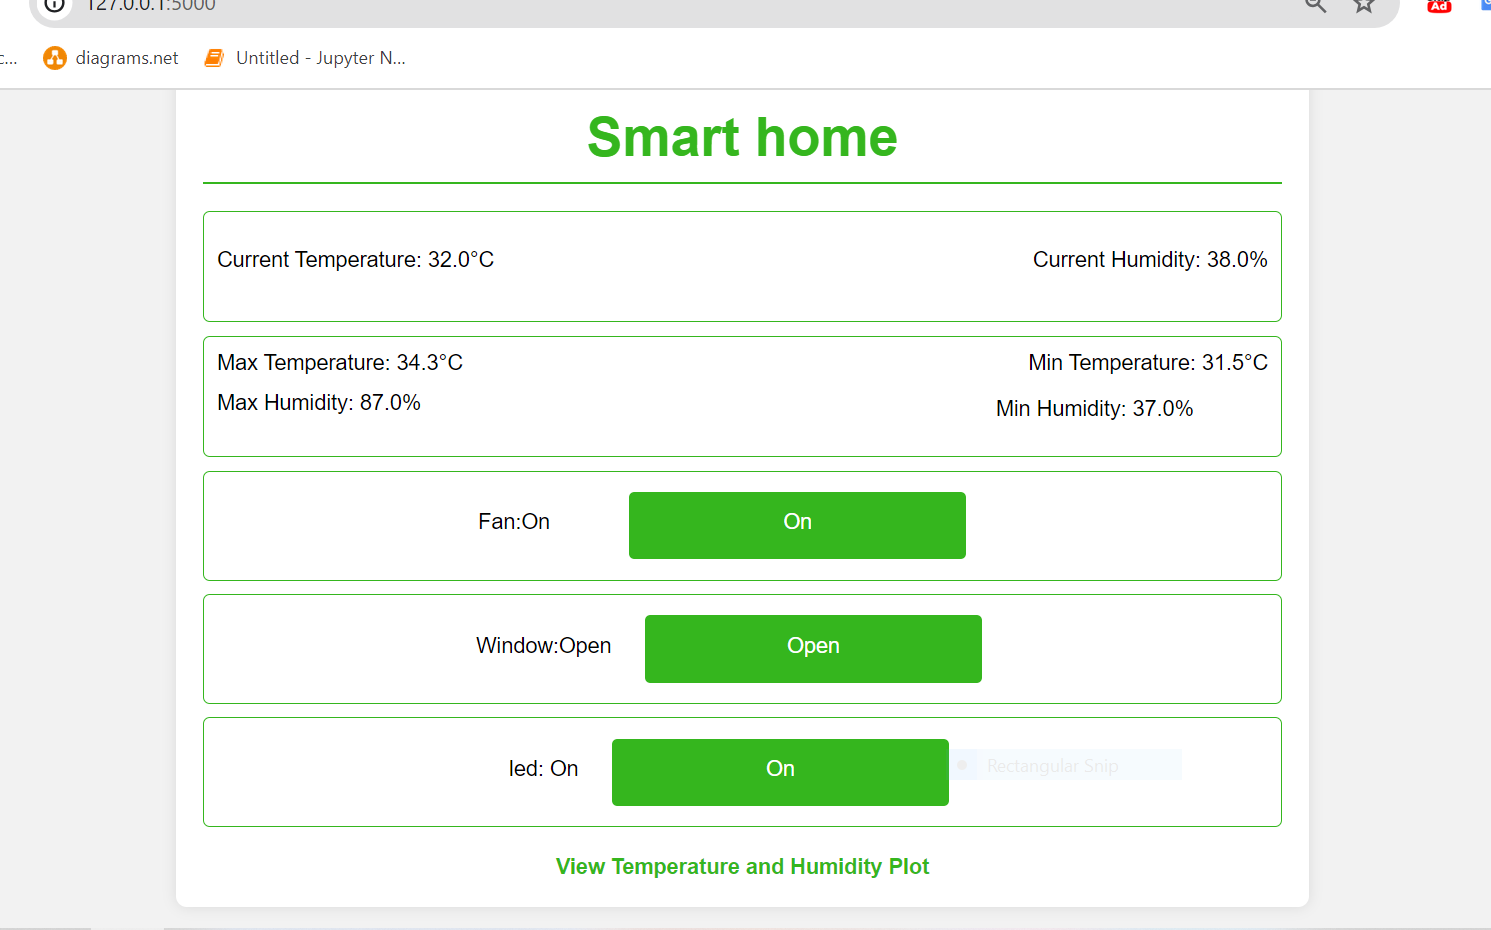 127.0.0.1:5000
c... diagrams.net Untitled - Jupyter N...
Ad
Smart home
Current Temperature: 32.0°C Current Humidity: 38.0%
Max Temperature: 34.3°C Min Temperature: 31.5°C
Max Humidity: 87.0% Min Humidity: 37.0%
Fan:On On
Window:Open Open
led: On On
Rectangular Snip
View Temperature and Humidity Plot